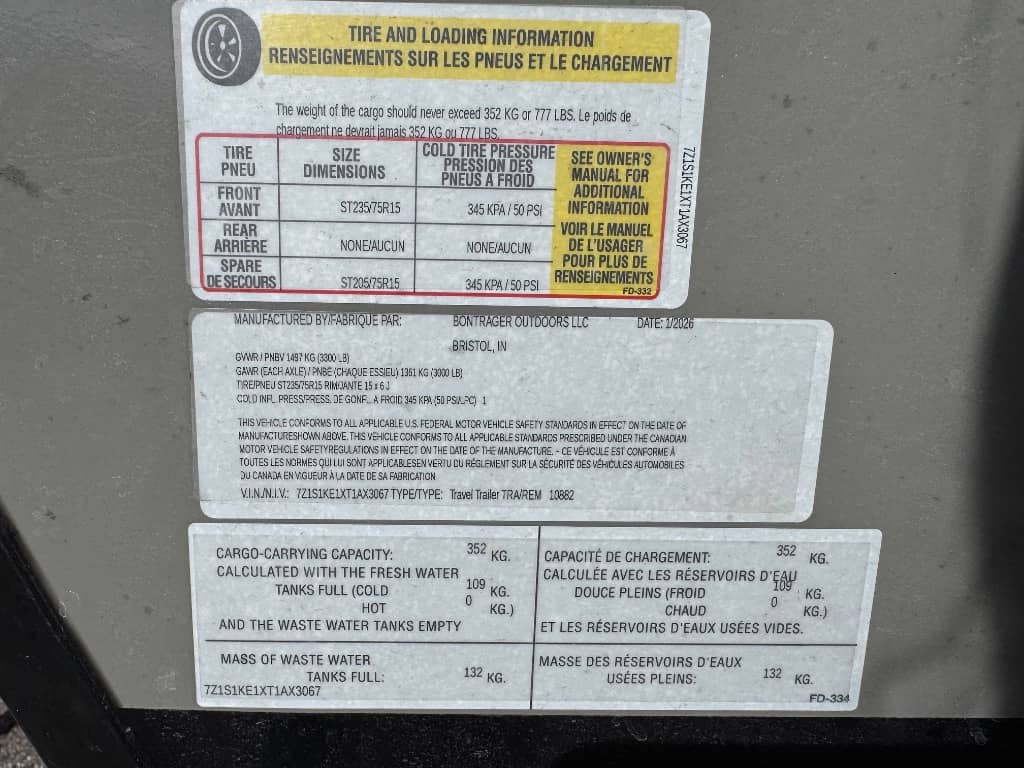 TIRE AND LOADING INFORMATION
RENSEIGNEMENTS SUR LES PNEUS ET LE CHARGEMENT
The weight of the cargo should never exceed 352 KG or 777 LBS. Le poids de
chargement ne devrait jamais 352 KG ou 777 LBS.
TIRE PNEU SIZE DIMENSIONS COLD TIRE PRESSURE PRESSION DES PNEUS A FROID
FRONT AVANT ST235/75R15 345 KPA / 50 PSI
REAR ARRIÈRE NONE/AUCUN NONE/AUCUN
SPARE DE SECOURS ST205/75R15 345 KPA / 50 PSI
SEE OWNER'S
MANUAL FOR
ADDITIONAL
INFORMATION
VOIR LE MANUEL
DE L'USAGER
POUR PLUS DE
RENSEIGNEMENTS
FD-332
7Z1S1KE1XT1AX3067
MANUFACTURED BY/FABRIQUE PAR: BONTRAGER OUTDOORS LLC DATE: 1/2026
BRISTOL, IN
GVWR / PNBV 1497 KG (3300 LB)
GAWR (EACH AXLE) / PNBE (CHAQUE ESSIEU) 1361 KG (3000 LB)
TIRE/PNEU ST235/75R15 RIM/JANTE 15 x 6 J
COLD INFL. PRESS/PRESS. DE GONFL. A FROID 345 KPA (50 PSI/LPC) 1
THIS VEHICLE CONFORMS TO ALL APPLICABLE U.S. FEDERAL MOTOR VEHICLE SAFETY STANDARDS IN EFFECT ON THE DATE OF
MANUFACTURESHOWN ABOVE. THIS VEHICLE CONFORMS TO ALL APPLICABLE STANDARDS PRESCRIBED UNDER THE CANADIAN
MOTOR VEHICLE SAFETYREGULATIONS IN EFFECT ON THE DATE OF THE MANUFACTURE. - CE VÉHICULE EST CONFORME À
TOUTES LES NORMES QUI LUI SONT APPLICABLESEN VERTU DU RÉGLEMENT SUR LA SÉCURITÉ DES VÉHICULES AUTOMOBILES
DU CANADA EN VIGUEUR À LA DATE DE SA FABRICATION
V.I.N./N.I.V.: 7Z1S1KE1XT1AX3067 TYPE/TYPE: Travel Trailer TRA/REM 10882
CARGO-CARRYING CAPACITY: 352 KG.
CALCULATED WITH THE FRESH WATER
TANKS FULL (COLD 109 KG.
HOT 0 KG.)
AND THE WASTE WATER TANKS EMPTY
MASS OF WASTE WATER
TANKS FULL: 132 KG.
7Z1S1KE1XT1AX3067
CAPACITÉ DE CHARGEMENT: 352 KG.
CALCULÉE AVEC LES RÉSERVOIRS D'EAU
DOUCE PLEINS (FROID 109 KG.
CHAUD 0 KG.)
ET LES RÉSERVOIRS D'EAUX USÉES VIDES.
MASSE DES RÉSERVOIRS D'EAUX
USÉES PLEINS: 132 KG.
FD-334